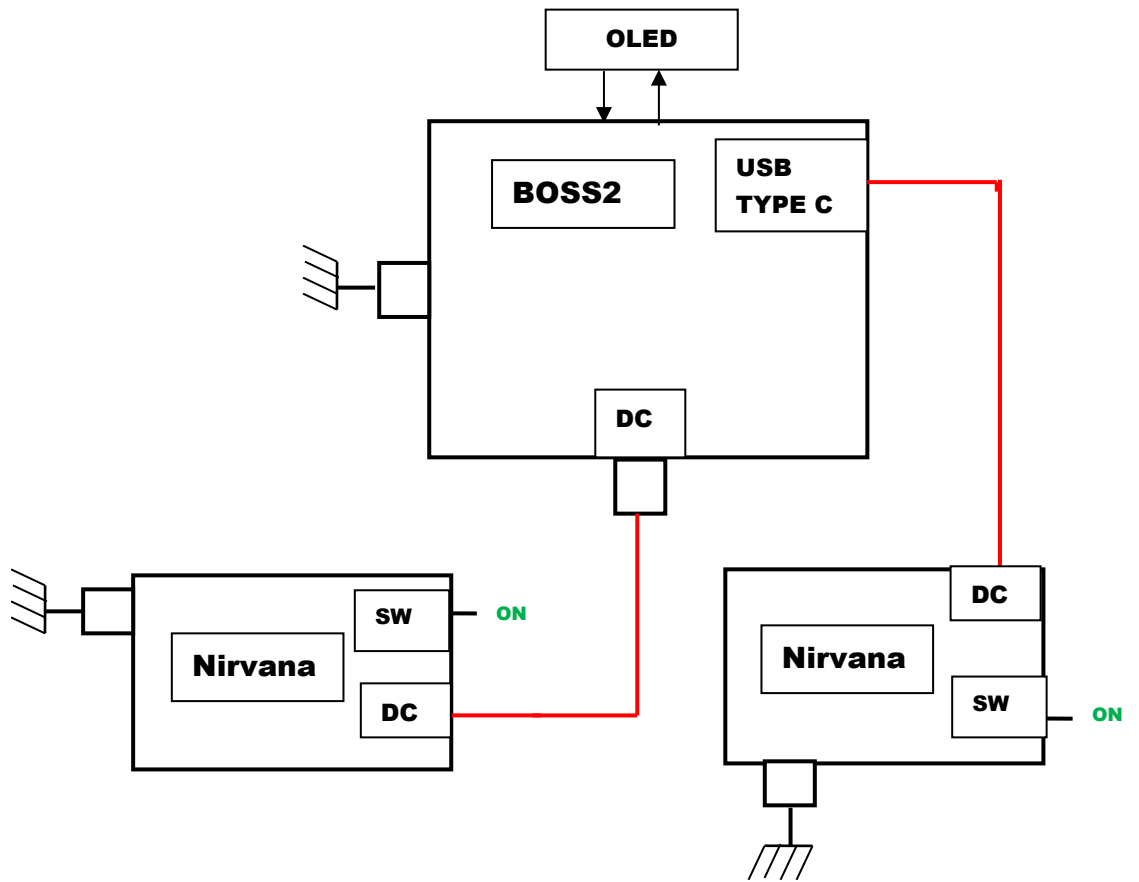 OLED
BOSS2
USB
TYPE C
DC
SW
ON
Nirvana
DC
DC
Nirvana
SW
ON